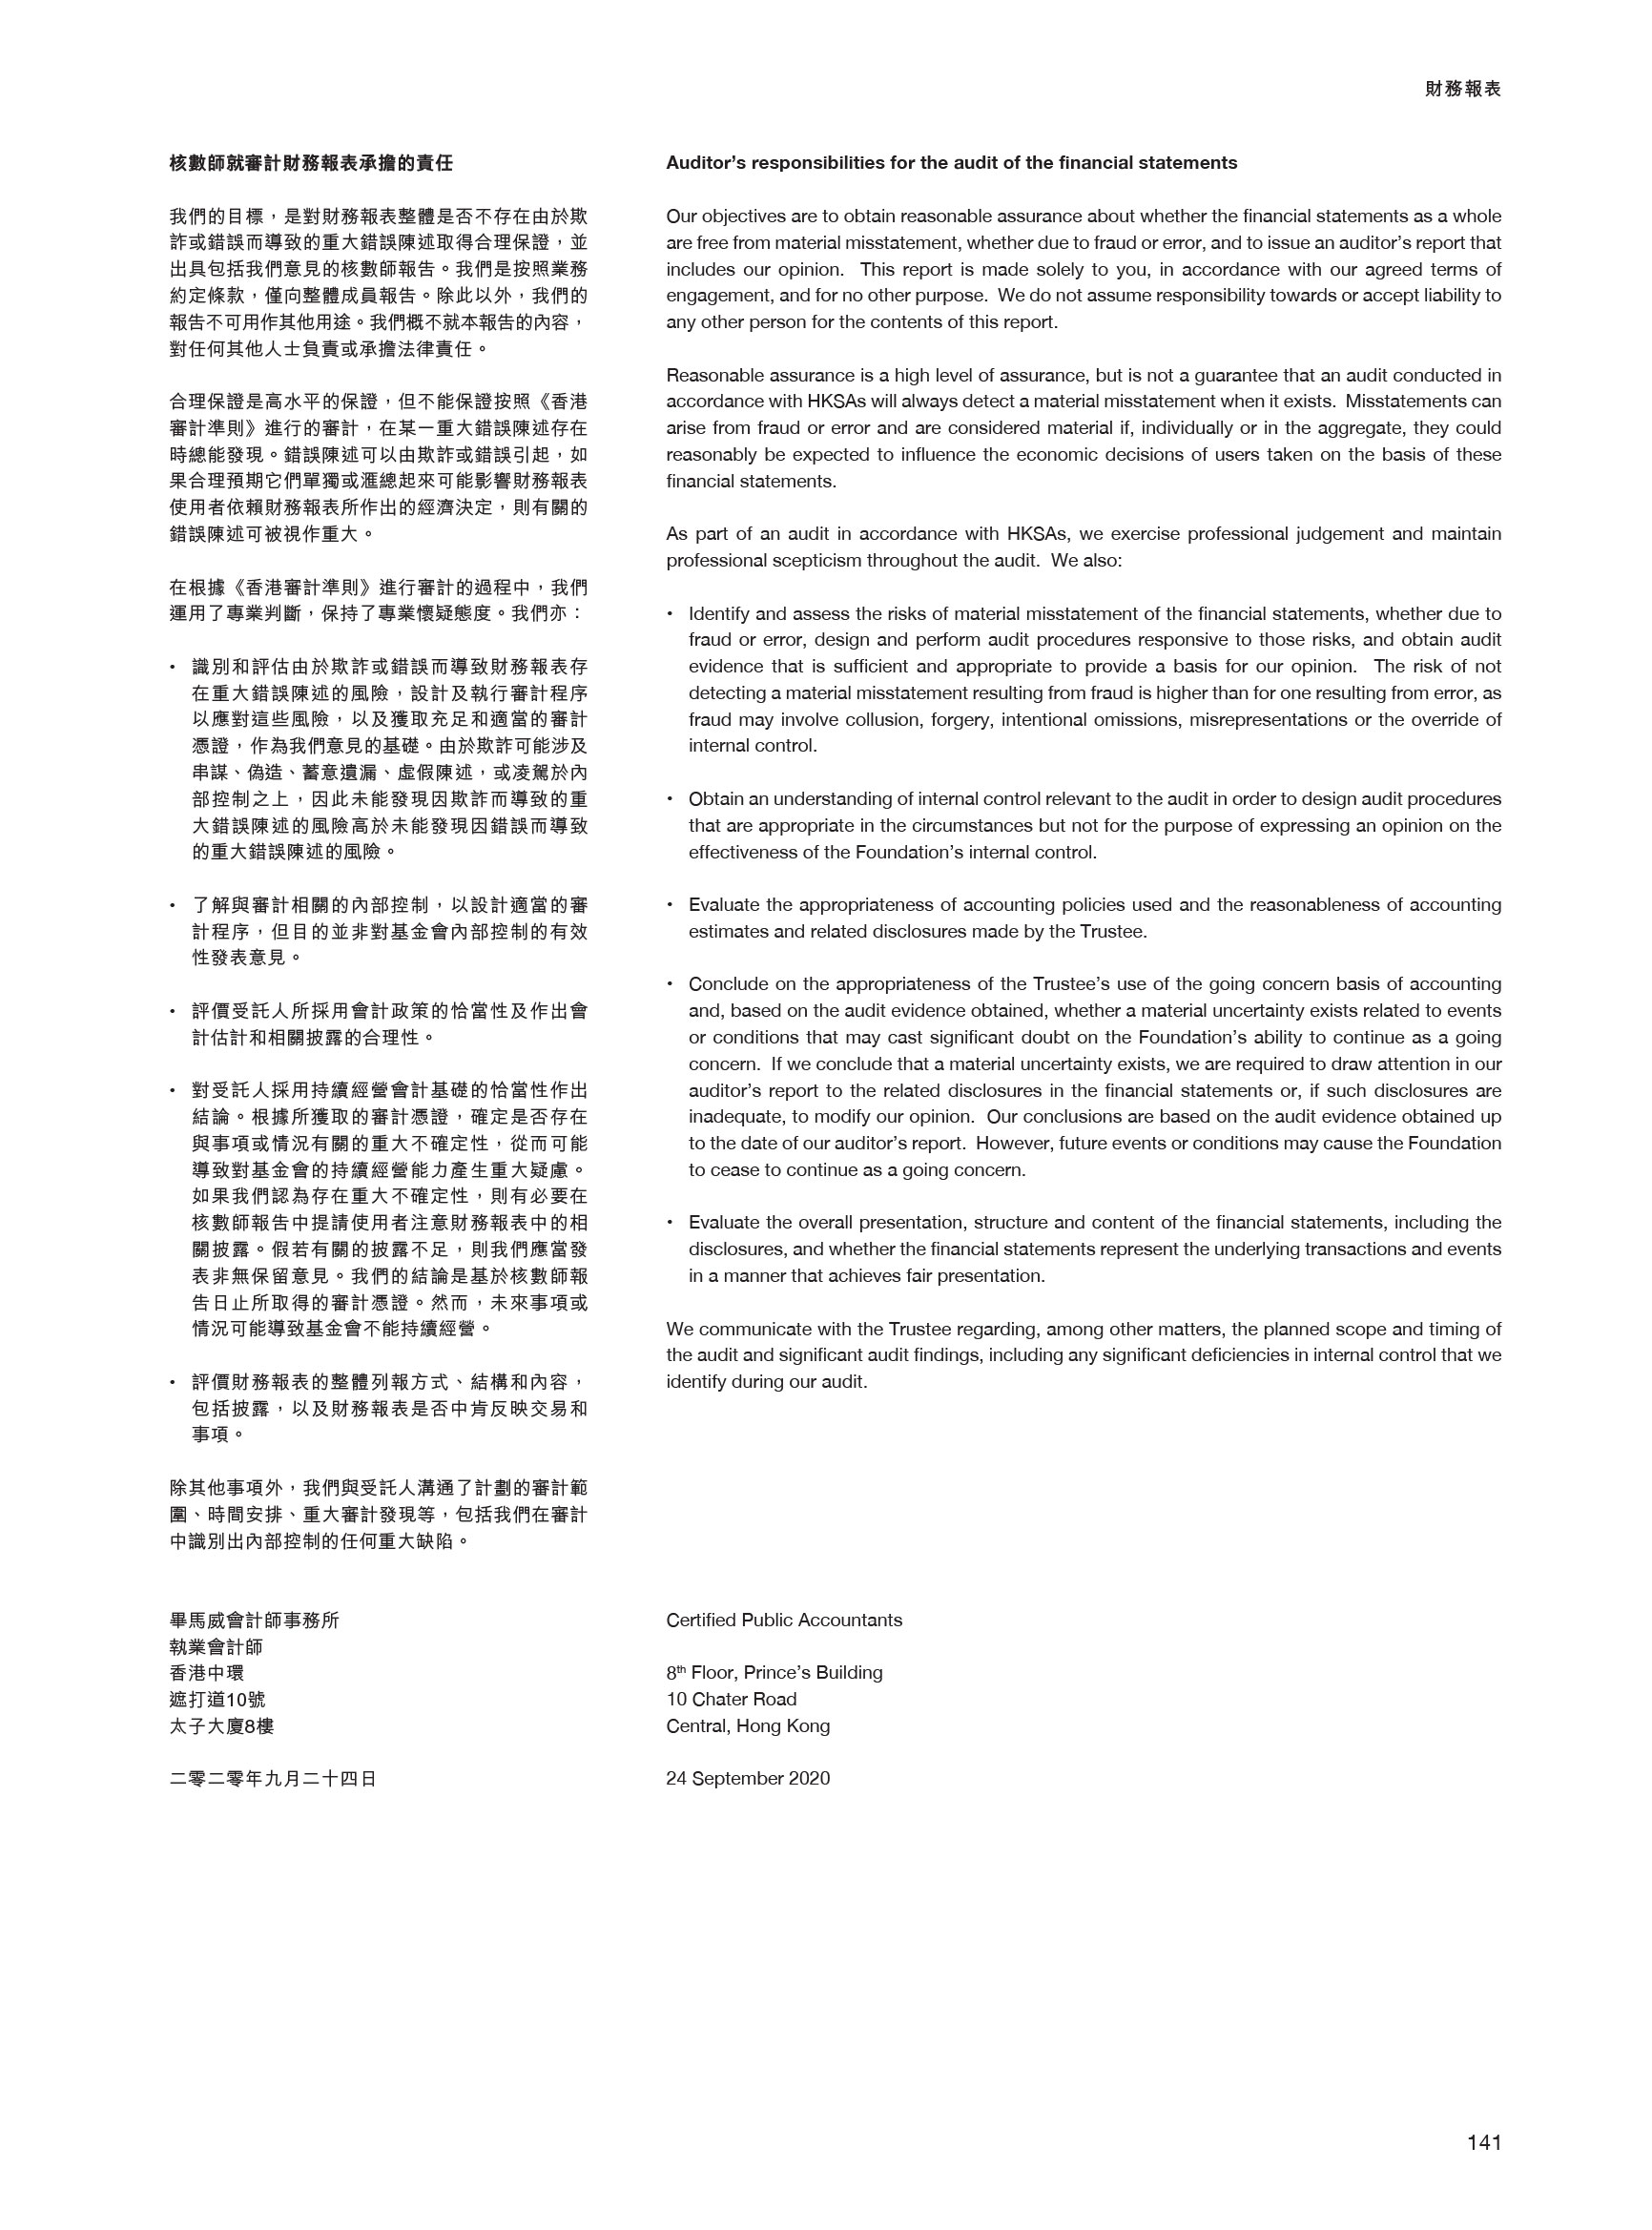 財務報表
核數師就審計財務報表承擔的責任
我們的目標，是對財務報表整體是否不存在由於欺
詐或錯誤而導致的重大錯誤陳述取得合理保證，並
出具包括我們意見的核數師報告。我們是按照業務
約定條款，僅向整體成員報告。除此以外，我們的
報告不可用作其他用途。我們概不就本報告的內容，
對任何其他人士負責或承擔法律責任。
合理保證是高水平的保證，但不能保證按照《香港
審計準則》進行的審計，在某一重大錯誤陳述存在
時總能發現。錯誤陳述可以由欺詐或錯誤引起，如
果合理預期它們單獨或滙總起來可能影響財務報表
使用者依賴財務報表所作出的經濟決定，則有關的
錯誤陳述可被視作重大。
在根據《香港審計準則》進行審計的過程中，我們
運用了專業判斷，保持了專業懷疑態度。我們亦：
• 識別和評估由於欺詐或錯誤而導致財務報表存
在重大錯誤陳述的風險，設計及執行審計程序
以應對這些風險，以及獲取充足和適當的審計
憑證，作為我們意見的基礎。由於欺詐可能涉及
串謀、偽造、蓄意遺漏、虛假陳述，或凌駕於內
部控制之上，因此未能發現因欺詐而導致的重
大錯誤陳述的風險高於未能發現因錯誤而導致
的重大錯誤陳述的風險。
• 了解與審計相關的內部控制，以設計適當的審
計程序，但目的並非對基金會內部控制的有效
性發表意見。
• 評價受託人所採用會計政策的恰當性及作出會
計估計和相關披露的合理性。
• 對受託人採用持續經營會計基礎的恰當性作出
結論。根據所獲取的審計憑證，確定是否存在
與事項或情況有關的重大不確定性，從而可能
導致對基金會的持續經營能力產生重大疑慮。
如果我們認為存在重大不確定性，則有必要在
核數師報告中提請使用者注意財務報表中的相
關披露。假若有關的披露不足，則我們應當發
表非無保留意見。我們的結論是基於核數師報
告日止所取得的審計憑證。然而，未來事項或
情況可能導致基金會不能持續經營。
• 評價財務報表的整體列報方式、結構和內容，
包括披露，以及財務報表是否中肯反映交易和
事項。
除其他事項外，我們與受託人溝通了計劃的審計範
圍、時間安排、重大審計發現等，包括我們在審計
中識別出內部控制的任何重大缺陷。
畢馬威會計師事務所
執業會計師
香港中環
遮打道10號
太子大廈8樓
二零二零年九月二十四日
Auditor’s responsibilities for the audit of the financial statements
Our objectives are to obtain reasonable assurance about whether the financial statements as a whole
are free from material misstatement, whether due to fraud or error, and to issue an auditor’s report that
includes our opinion. This report is made solely to you, in accordance with our agreed terms of
engagement, and for no other purpose. We do not assume responsibility towards or accept liability to
any other person for the contents of this report.
Reasonable assurance is a high level of assurance, but is not a guarantee that an audit conducted in
accordance with HKSAs will always detect a material misstatement when it exists. Misstatements can
arise from fraud or error and are considered material if, individually or in the aggregate, they could
reasonably be expected to influence the economic decisions of users taken on the basis of these
financial statements.
As part of an audit in accordance with HKSAs, we exercise professional judgement and maintain
professional scepticism throughout the audit. We also:
• Identify and assess the risks of material misstatement of the financial statements, whether due to
fraud or error, design and perform audit procedures responsive to those risks, and obtain audit
evidence that is sufficient and appropriate to provide a basis for our opinion. The risk of not
detecting a material misstatement resulting from fraud is higher than for one resulting from error, as
fraud may involve collusion, forgery, intentional omissions, misrepresentations or the override of
internal control.
• Obtain an understanding of internal control relevant to the audit in order to design audit procedures
that are appropriate in the circumstances but not for the purpose of expressing an opinion on the
effectiveness of the Foundation’s internal control.
• Evaluate the appropriateness of accounting policies used and the reasonableness of accounting
estimates and related disclosures made by the Trustee.
• Conclude on the appropriateness of the Trustee’s use of the going concern basis of accounting
and, based on the audit evidence obtained, whether a material uncertainty exists related to events
or conditions that may cast significant doubt on the Foundation’s ability to continue as a going
concern. If we conclude that a material uncertainty exists, we are required to draw attention in our
auditor’s report to the related disclosures in the financial statements or, if such disclosures are
inadequate, to modify our opinion. Our conclusions are based on the audit evidence obtained up
to the date of our auditor’s report. However, future events or conditions may cause the Foundation
to cease to continue as a going concern.
• Evaluate the overall presentation, structure and content of the financial statements, including the
disclosures, and whether the financial statements represent the underlying transactions and events
in a manner that achieves fair presentation.
We communicate with the Trustee regarding, among other matters, the planned scope and timing of
the audit and significant audit findings, including any significant deficiencies in internal control that we
identify during our audit.
Certified Public Accountants
8th Floor, Prince’s Building
10 Chater Road
Central, Hong Kong
24 September 2020
141